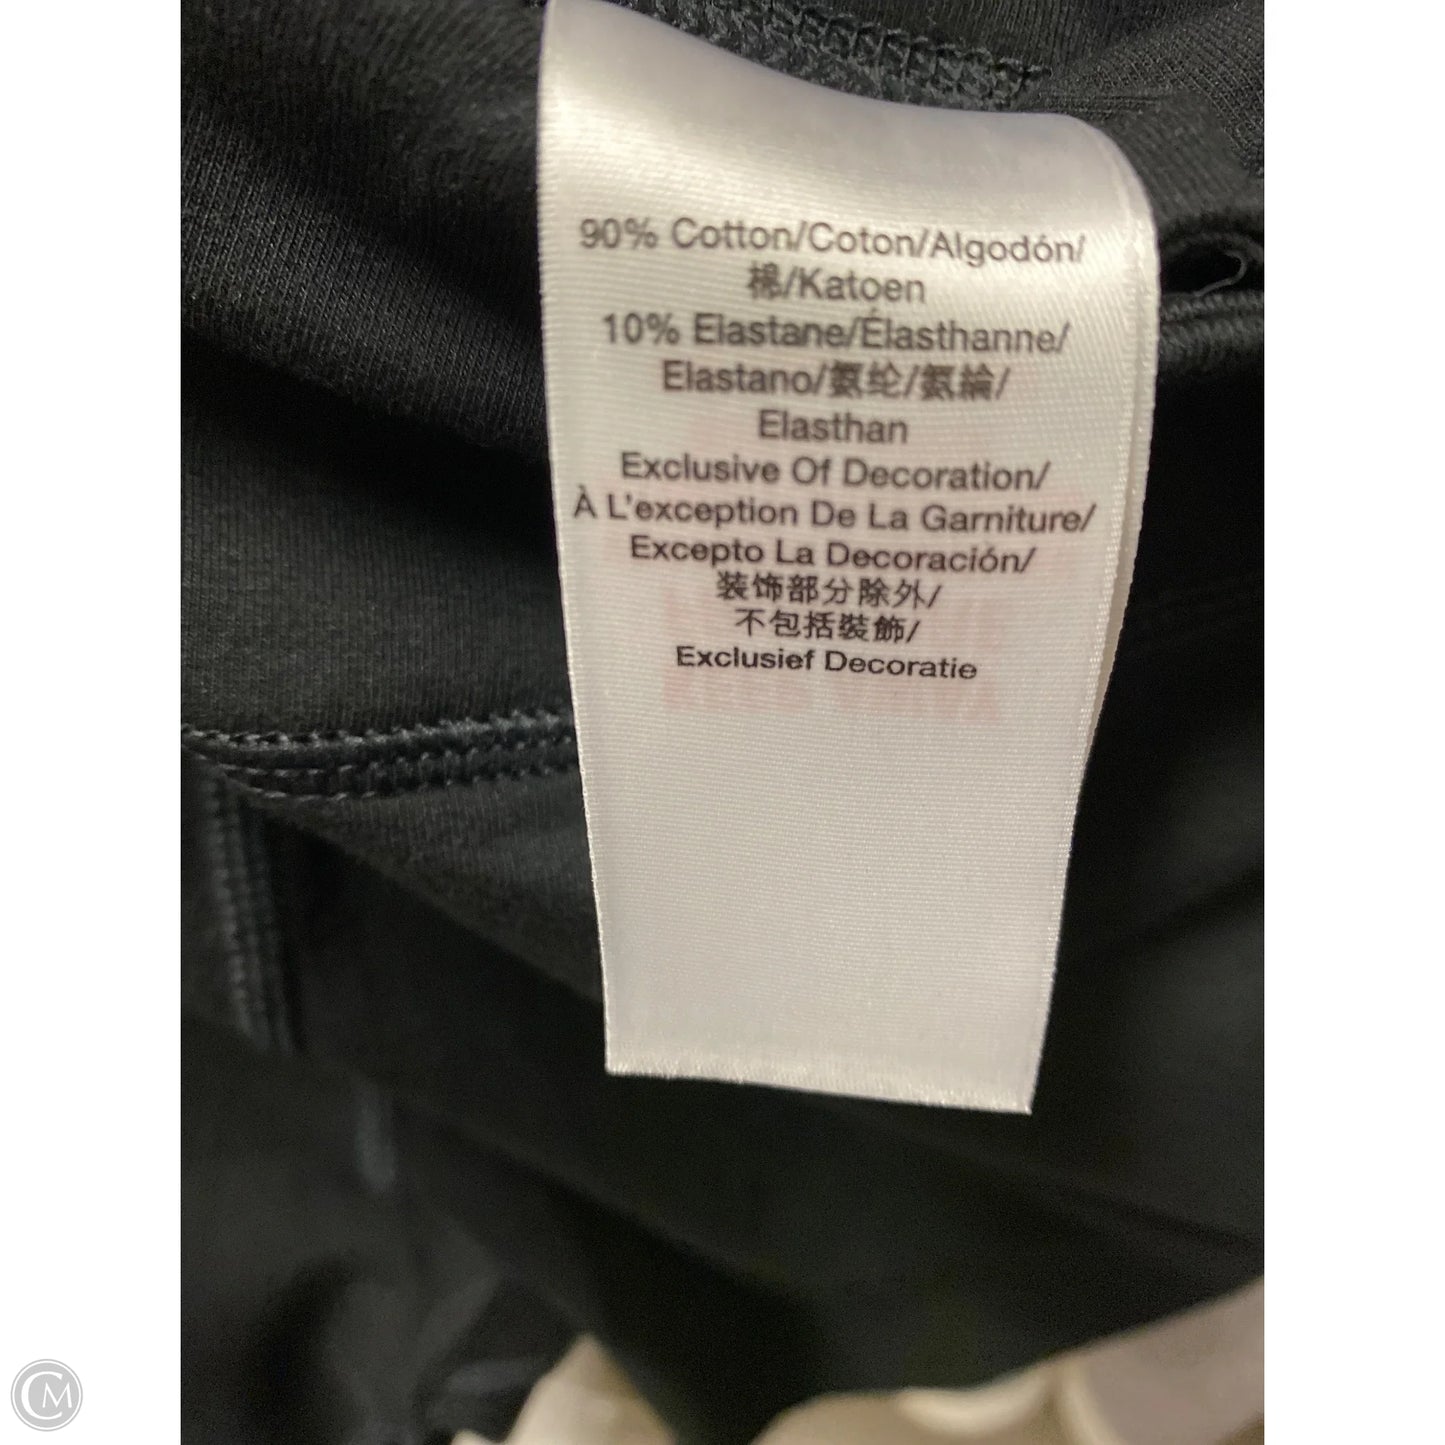 90% Cotton/Coton/Algodón/
棉/Katoen
10% Elastane/Élasthanne/
Elastano/氨纶/氨綸/
Elasthan
Exclusive Of Decoration/
À L'exception De La Garniture/
Excepto La Decoración/
装饰部分除外/
不包括裝飾/
Exclusief Decoratie
CM